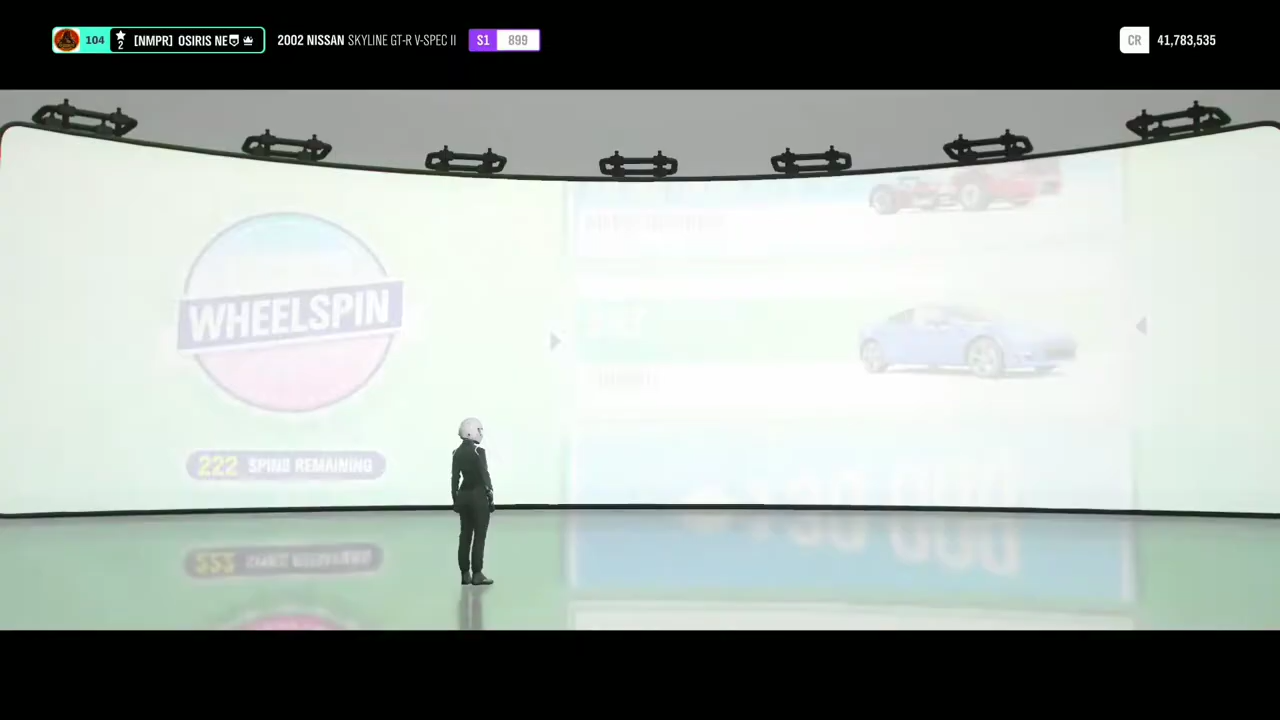 104 2 [NMPR] OSIRIS NE
2002 NISSAN SKYLINE GT-R V-SPEC II
S1 899
CR 41,783,535
WHEELSPIN
222 SPINS REMAINING